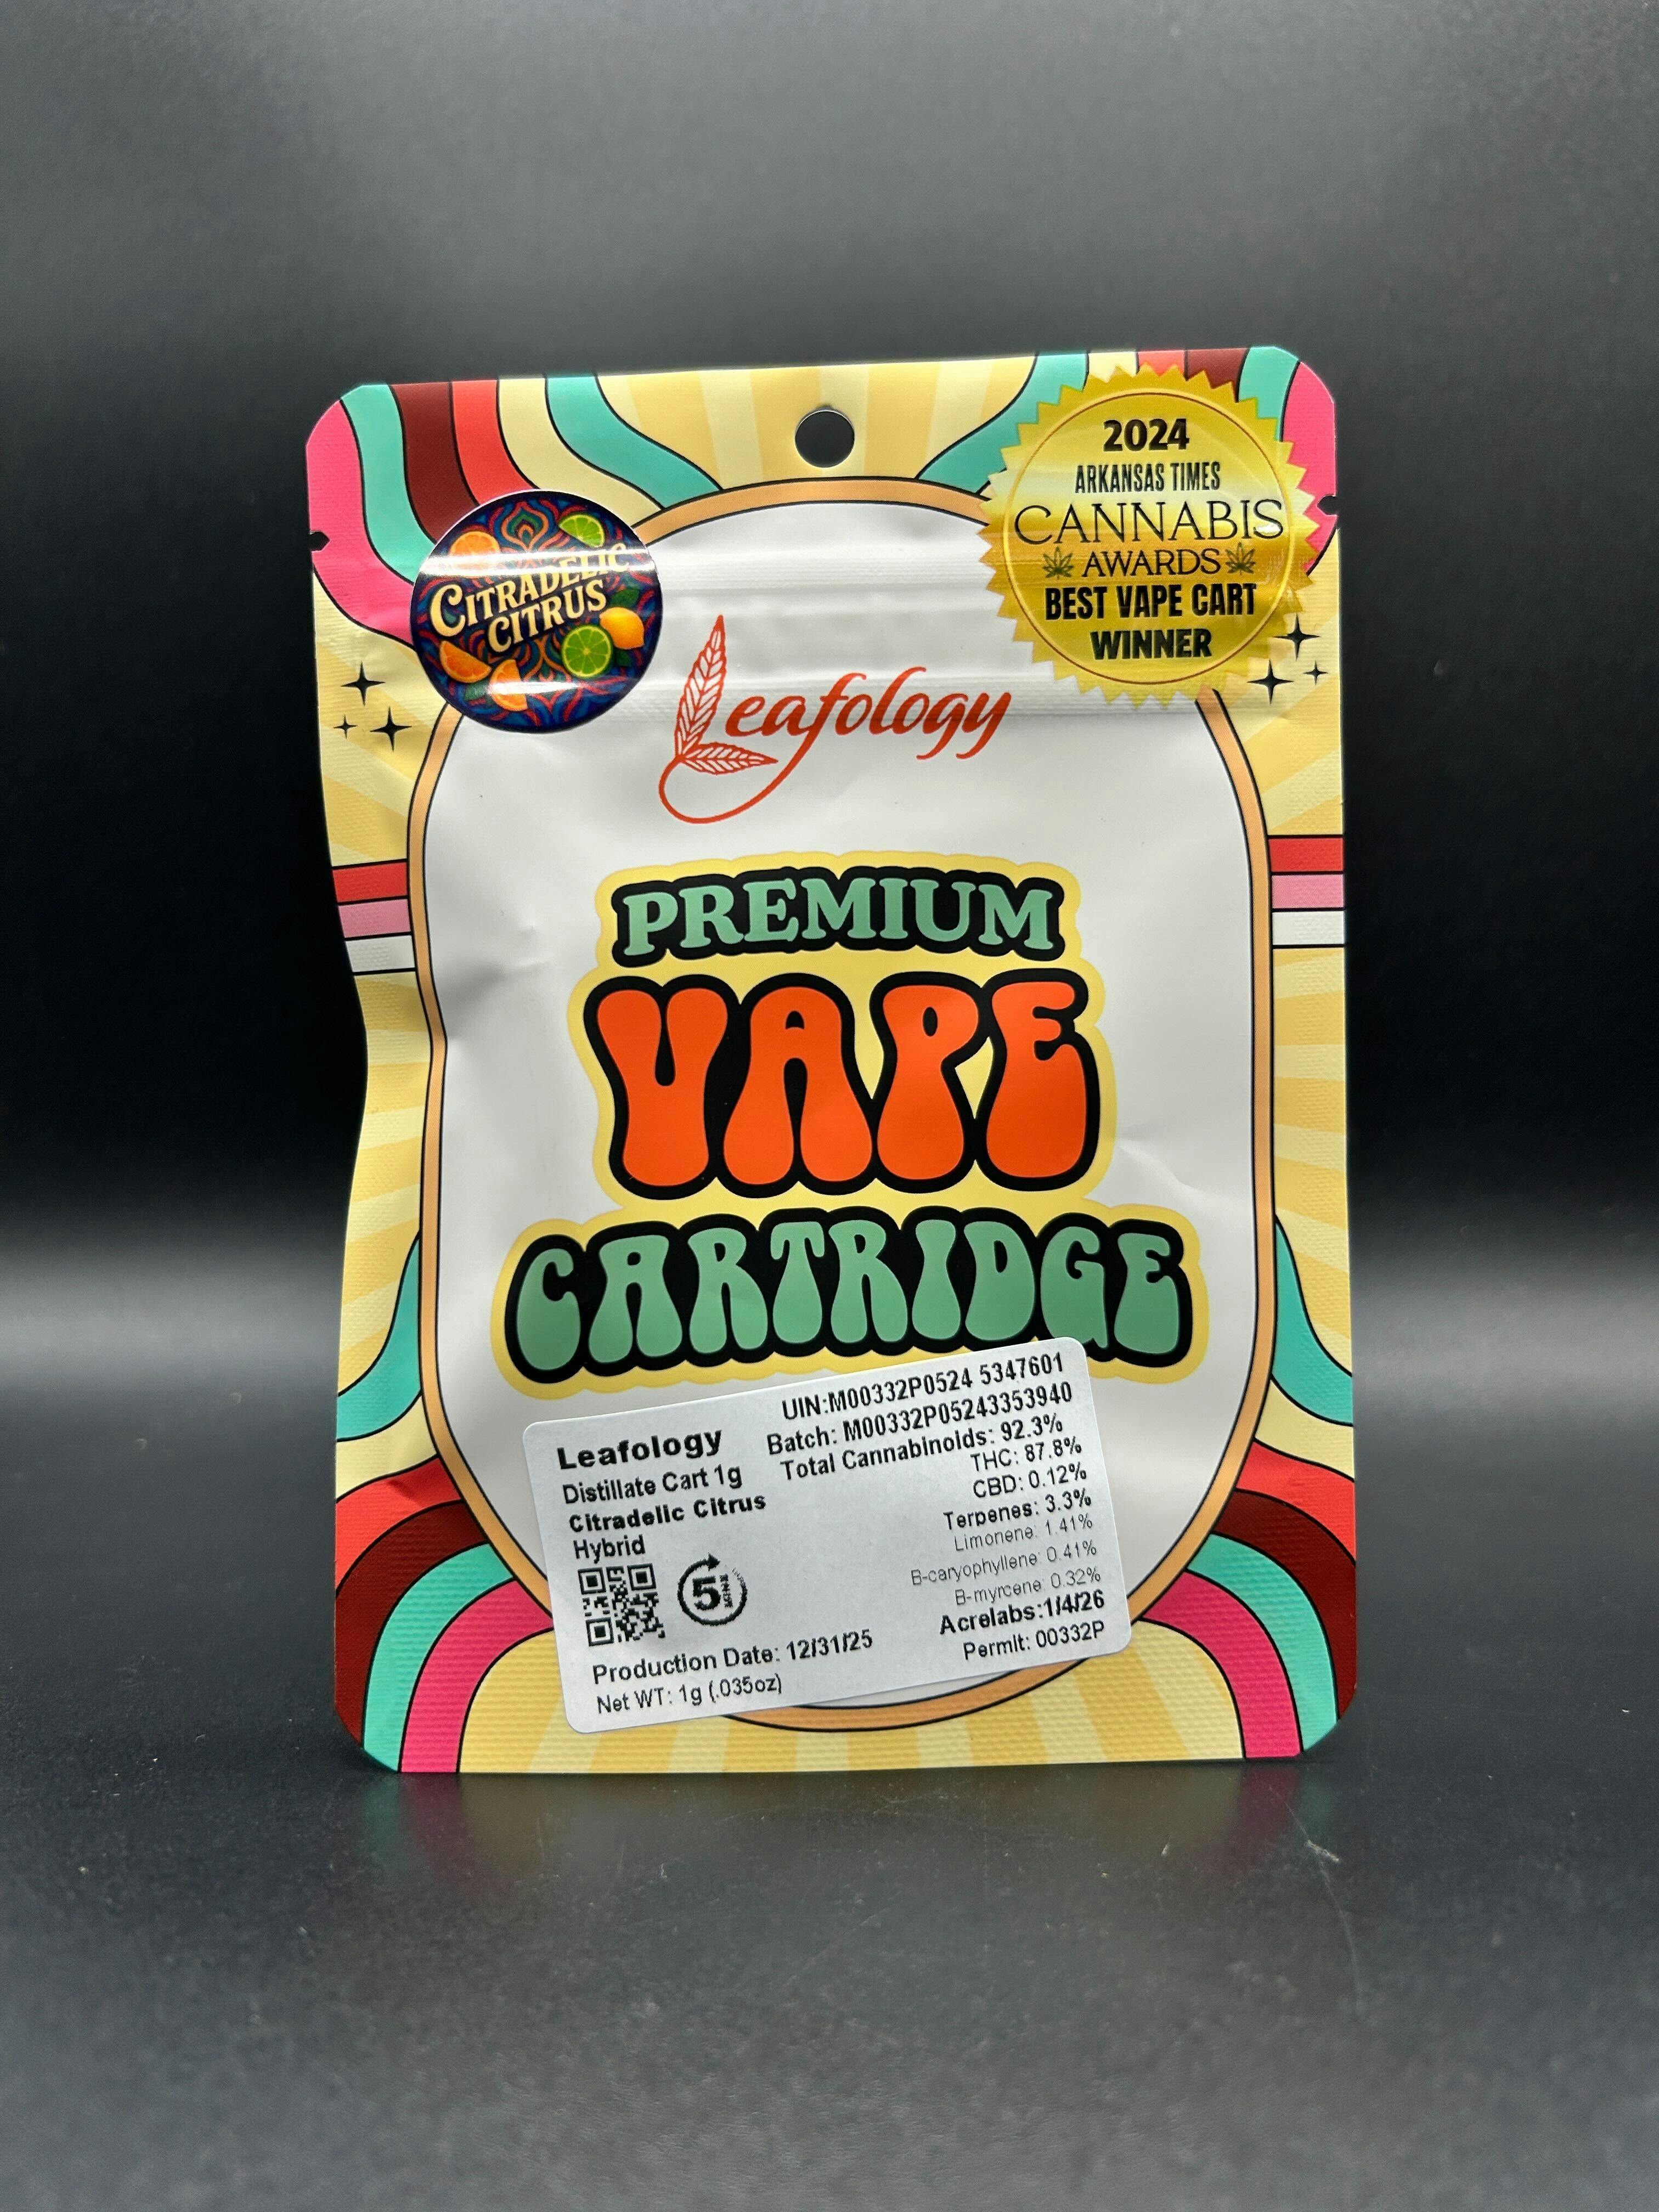 2024
ARKANSAS TIMES
CANNABIS
AWARDS
BEST VAPE CART
WINNER
CITRADELIC
CITRUS
Leafology
PREMIUM
VAPE
CARTRIDGE
Leafology
Distillate Cart 1g
Citradelic Citrus
Hybrid
5
Production Date: 12/31/25
Net WT: 1g (.035oz)
UIN:M00332P0524 5347601
Batch: M00332P05243353940
Total Cannabinoids: 92.3%
THC: 87.8%
CBD: 0.12%
Terpenes: 3.3%
Limonene: 1.41%
B-caryophyllene: 0.41%
B-myrcene: 0.32%
Acrelabs:1/4/26
Permit: 00332P